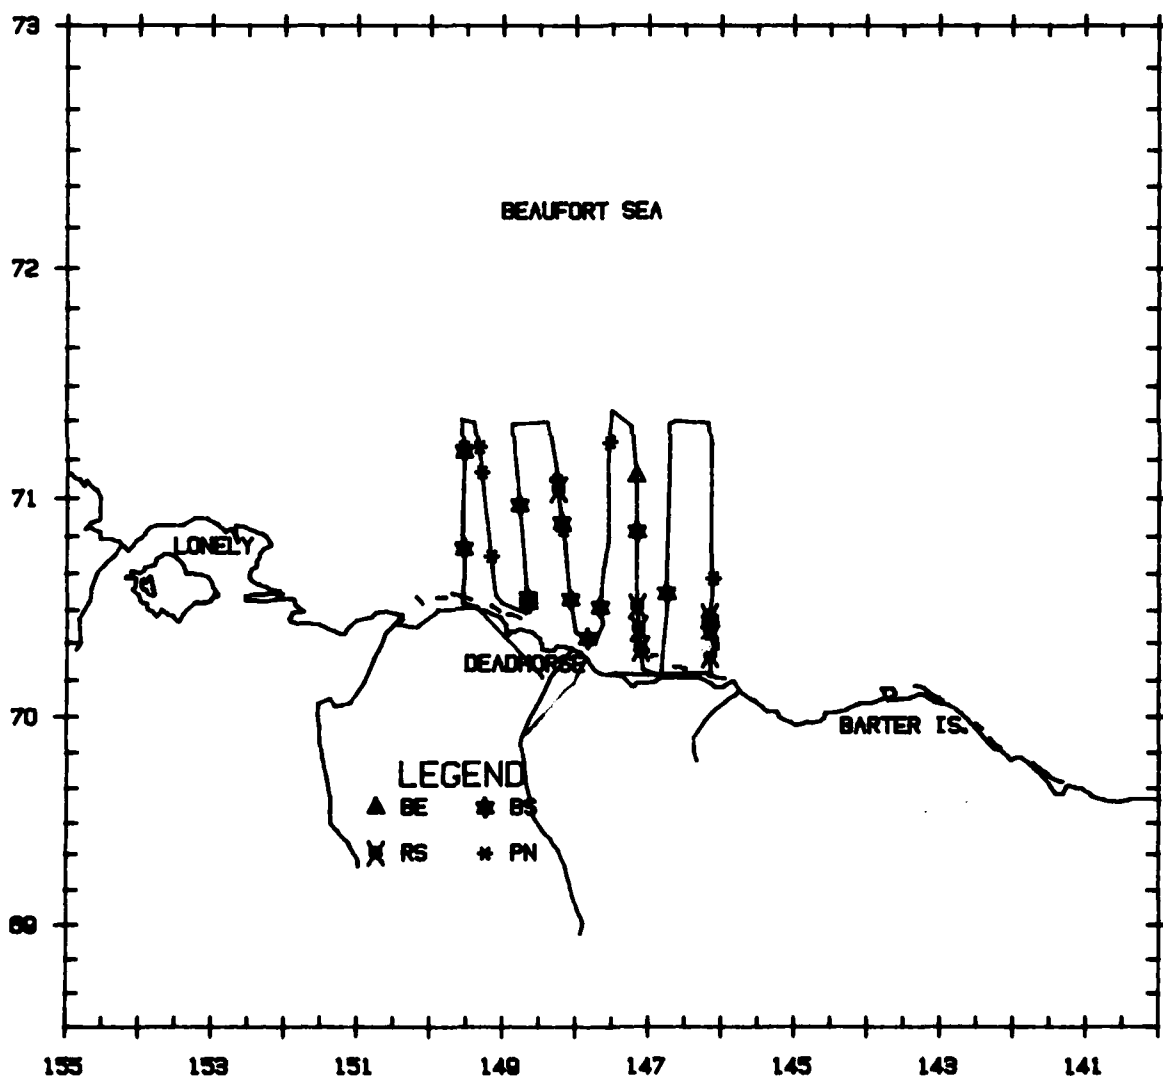 73
BEAUFORT SEA
72
71
LONELY
DEADHORSE
70
BARTER IS.
LEGEND
BE BS
RS PN
69
155 153 151 149 147 145 143 141